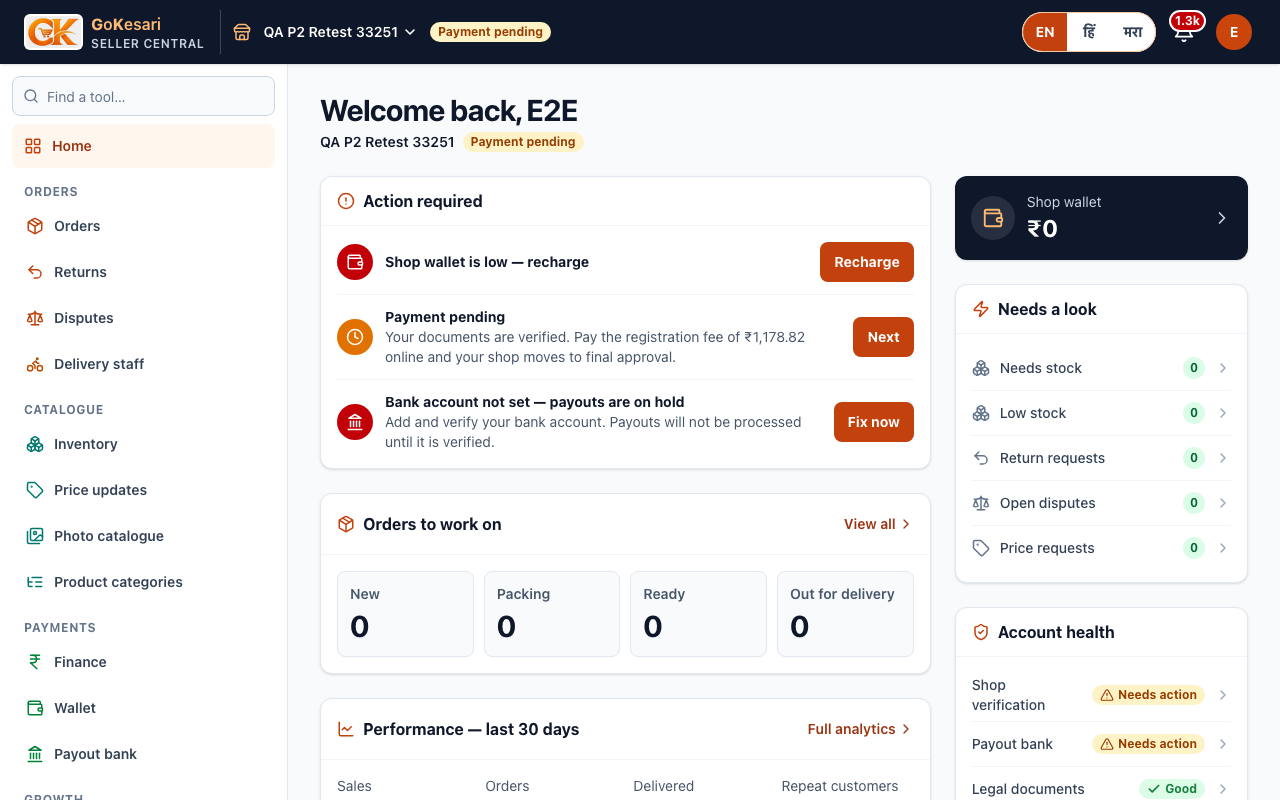 GoKesari
SELLER CENTRAL
QA P2 Retest 33251
Payment pending
EN
हिं
मरा
1.3k
E
Find a tool...
Home
ORDERS
Orders
Returns
Disputes
Delivery staff
CATALOGUE
Inventory
Price updates
Photo catalogue
Product categories
PAYMENTS
Finance
Wallet
Payout bank
GROWTH
Welcome back, E2E
QA P2 Retest 33251
Payment pending
Action required
Shop wallet is low — recharge
Recharge
Payment pending
Your documents are verified. Pay the registration fee of ₹1,178.82
online and your shop moves to final approval.
Next
Bank account not set — payouts are on hold
Add and verify your bank account. Payouts will not be processed
until it is verified.
Fix now
Orders to work on
View all
New
0
Packing
0
Ready
0
Out for delivery
0
Performance — last 30 days
Full analytics
Sales
Orders
Delivered
Repeat customers
Shop wallet
₹0
Needs a look
Needs stock
0
Low stock
0
Return requests
0
Open disputes
0
Price requests
0
Account health
Shop
verification
Needs action
Payout bank
Needs action
Legal documents
Good